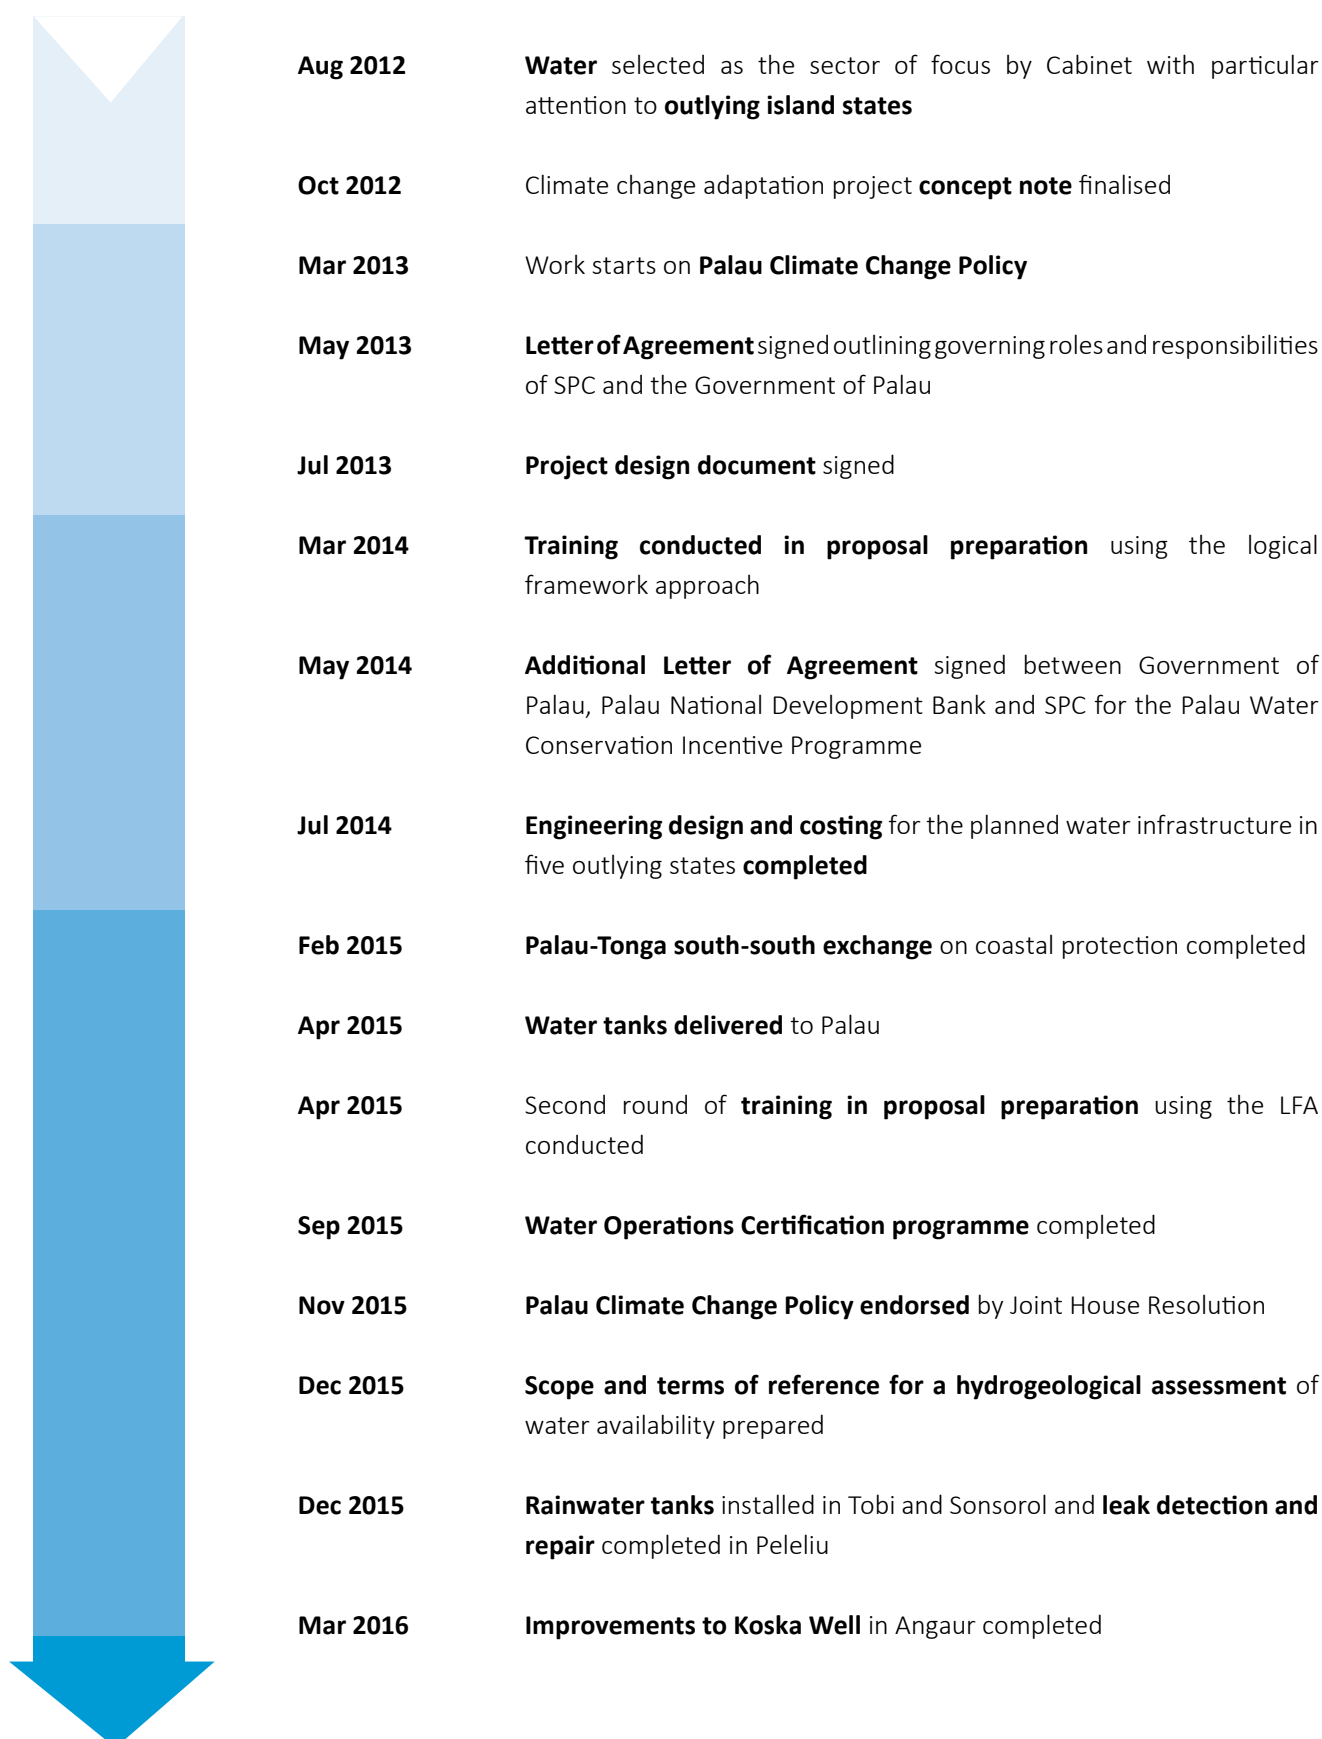 Aug 2012 Water selected as the sector of focus by Cabinet with particular
attention to outlying island states
Oct 2012 Climate change adaptation project concept note finalised
Mar 2013 Work starts on Palau Climate Change Policy
May 2013 Letter of Agreement signed outlining governing roles and responsibilities
of SPC and the Government of Palau
Jul 2013 Project design document signed
Mar 2014 Training conducted in proposal preparation using the logical
framework approach
May 2014 Additional Letter of Agreement signed between Government of
Palau, Palau National Development Bank and SPC for the Palau Water
Conservation Incentive Programme
Jul 2014 Engineering design and costing for the planned water infrastructure in
five outlying states completed
Feb 2015 Palau-Tonga south-south exchange on coastal protection completed
Apr 2015 Water tanks delivered to Palau
Apr 2015 Second round of training in proposal preparation using the LFA
conducted
Sep 2015 Water Operations Certification programme completed
Nov 2015 Palau Climate Change Policy endorsed by Joint House Resolution
Dec 2015 Scope and terms of reference for a hydrogeological assessment of
water availability prepared
Dec 2015 Rainwater tanks installed in Tobi and Sonsorol and leak detection and
repair completed in Peleliu
Mar 2016 Improvements to Koska Well in Angaur completed